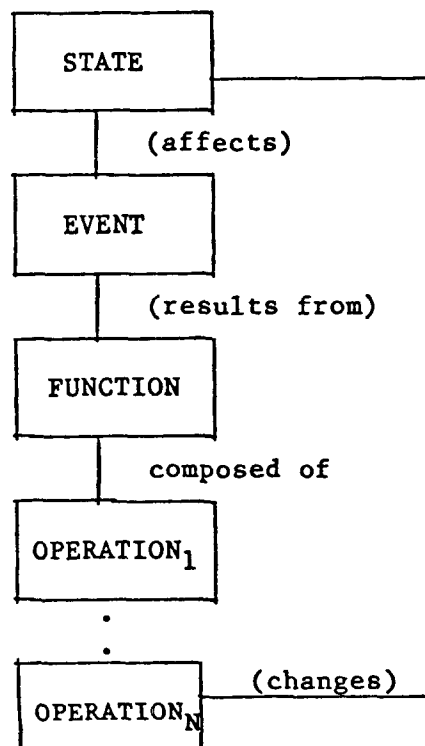 STATE
(affects)
EVENT
(results from)
FUNCTION
composed of
OPERATION1
(changes)
OPERATIONN